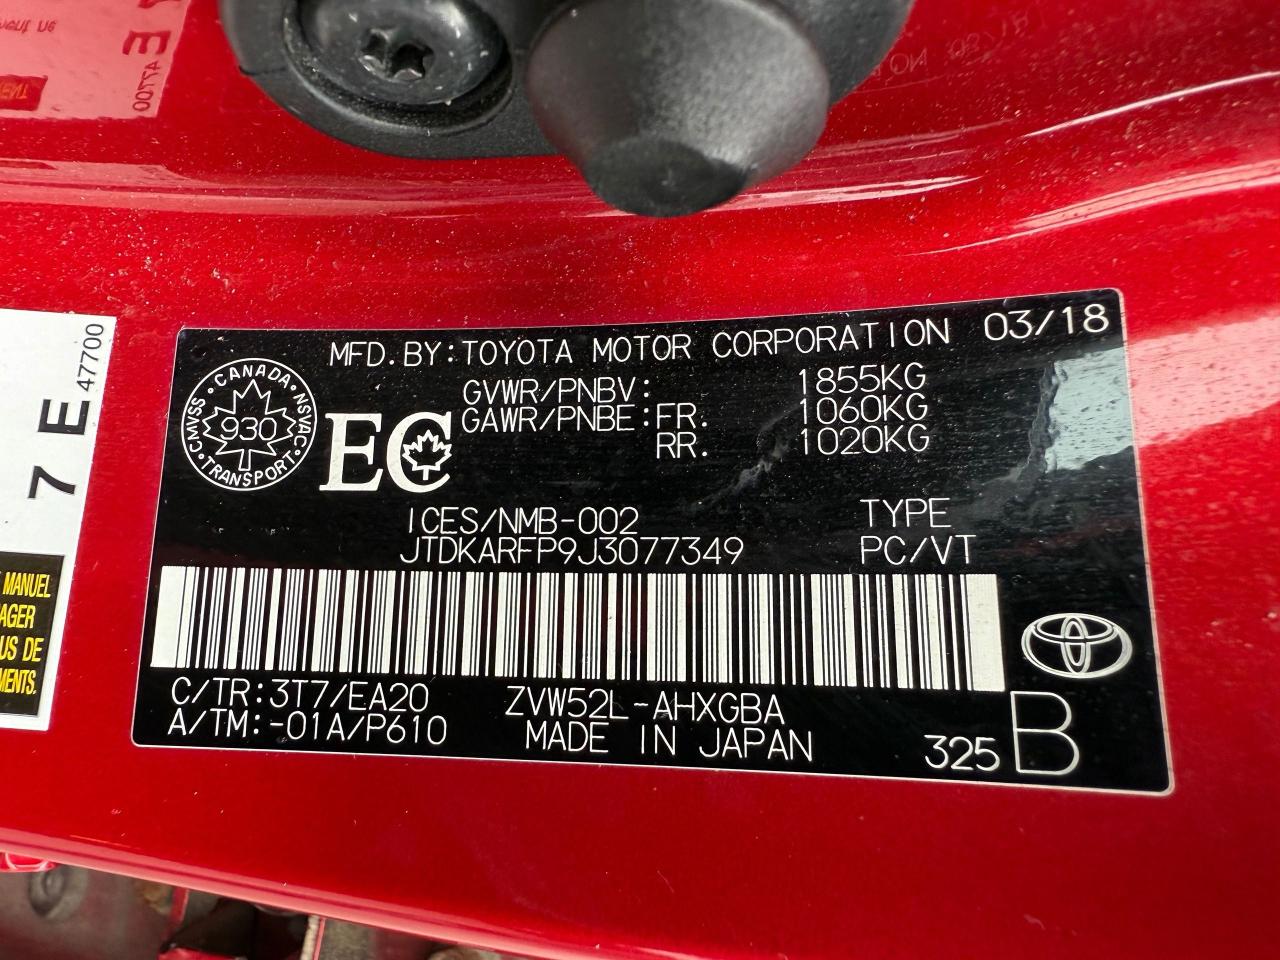 MFD. BY: TOYOTA MOTOR CORPORATION 03/18
GVWR/PNBV: 1855KG
GAWR/PNBE: FR. 1060KG
RR. 1020KG
CANADA
CMVSS · NSVAC
930
TRANSPORT
EC
ICES/NMB-002 TYPE
JTDKARFP9J3077349 PC/VT
C/TR:3T7/EA20 ZVW52L-AHXGBA
A/TM:-01A/P610 MADE IN JAPAN
325 B
7 E 47700
MANUEL
AGER
US DE
MENTS.
E
47700